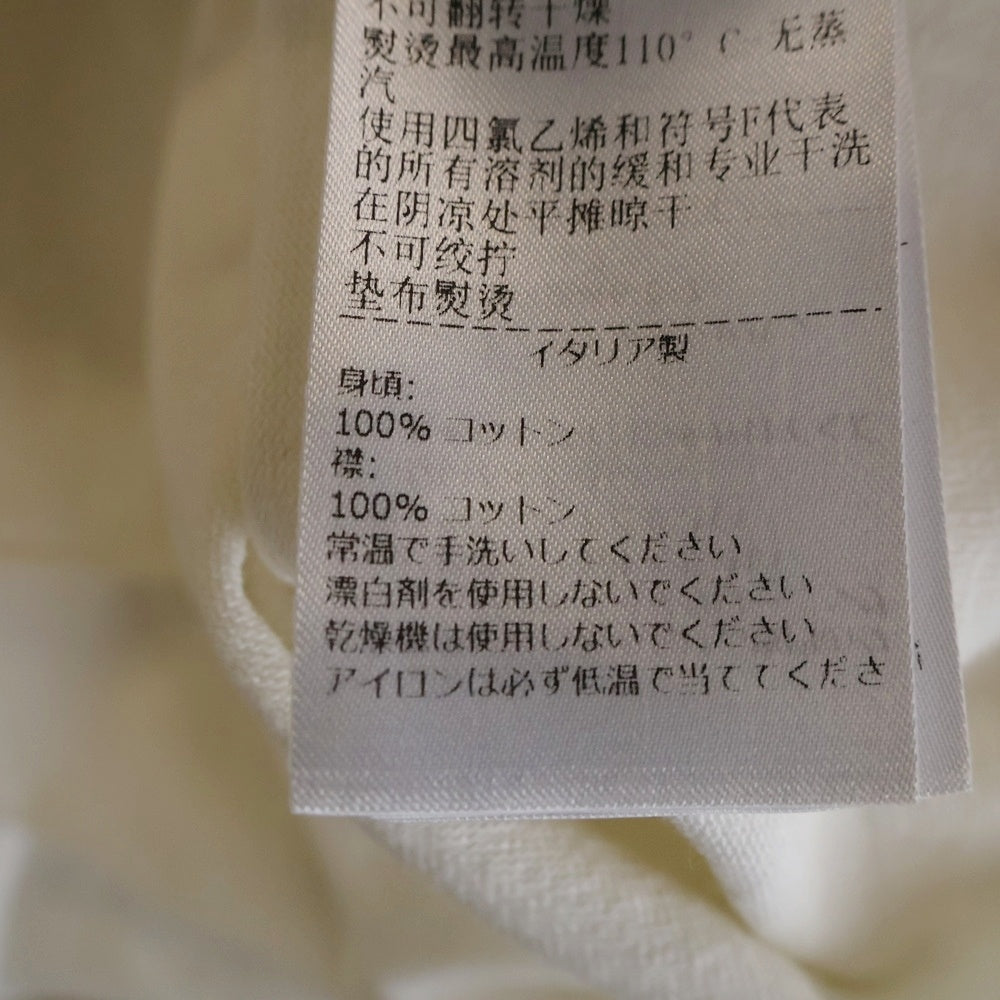 不可翻转干燥
熨烫最高温度110° C 无蒸
汽
使用四氯乙烯和符号F代表
的所有溶剂的缓和专业干洗
在阴凉处平摊晾干
不可绞拧
垫布熨烫
イタリア製
身頃:
100% コットン
襟:
100% コットン
常温で手洗いしてください
漂白剤を使用しないでください
乾燥機は使用しないでください
アイロンは必ず低温で当ててくださ